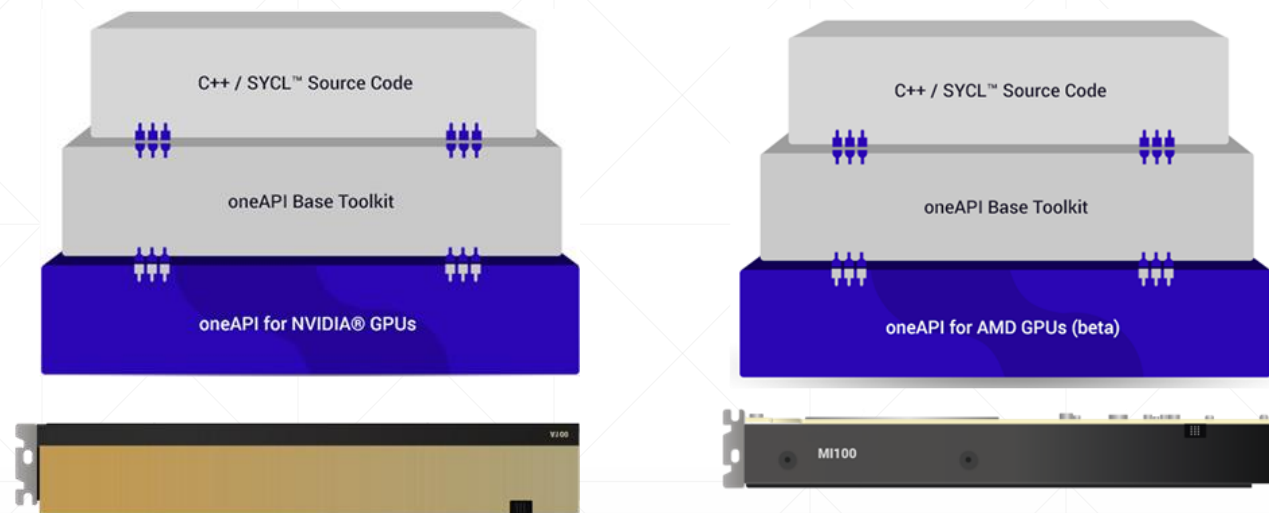 C++ / SYCL™ Source Code
oneAPI Base Toolkit
oneAPI for NVIDIA® GPUs
V100
C++ / SYCL™ Source Code
oneAPI Base Toolkit
oneAPI for AMD GPUs (beta)
MI100